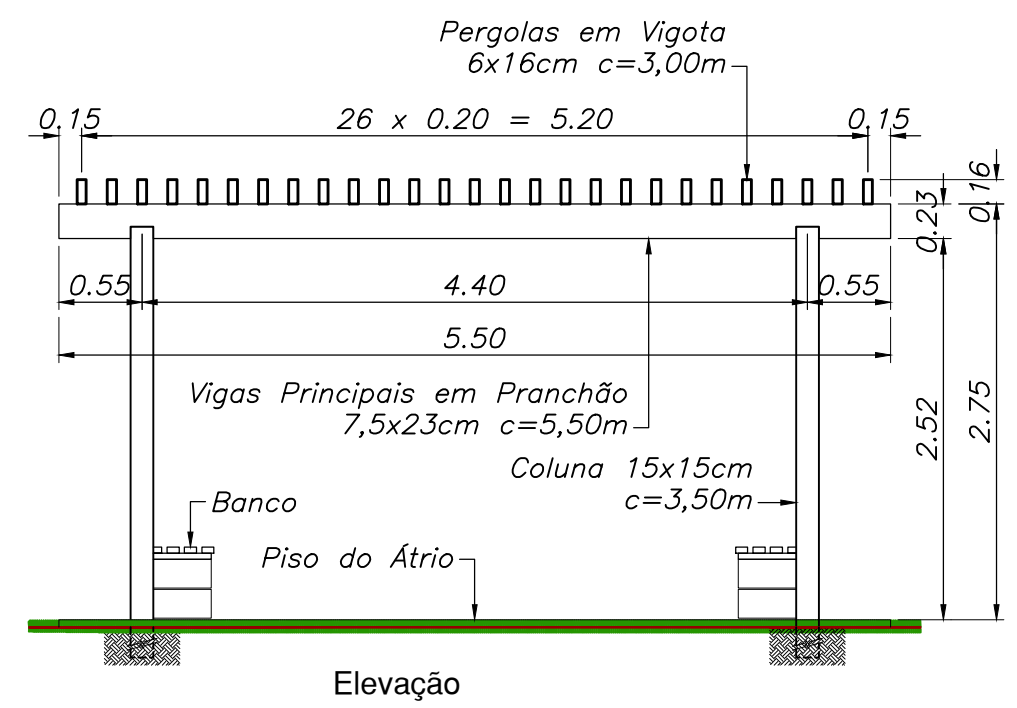 Pergolas em Vigota
6x16cm c=3,00m
0.15
26 x 0.20 = 5.20
0.15
0.16
0.23
0.55
4.40
0.55
5.50
Vigas Principais em Pranchão
7,5x23cm c=5,50m
2.52
2.75
Coluna 15x15cm
c=3,50m
Banco
Piso do Átrio
Elevação